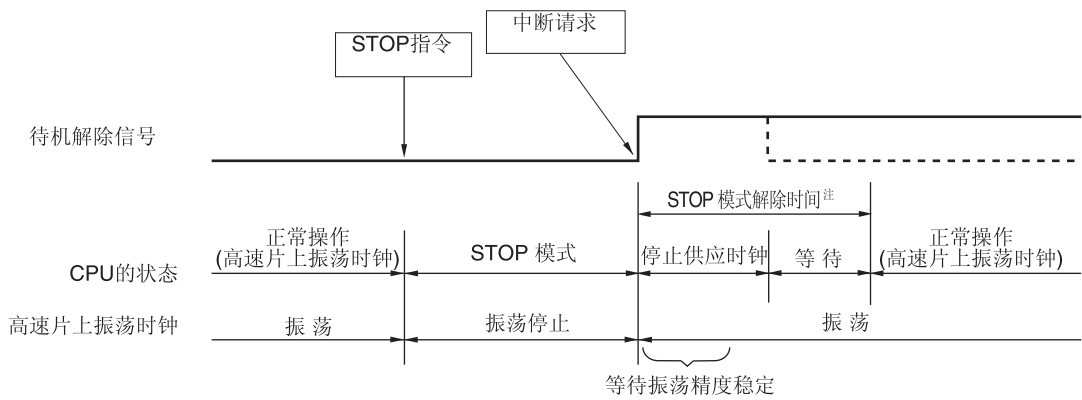 中断请求
STOP指令
待机解除信号
STOP 模式解除时间注
正常操作
(高速片上振荡时钟)
STOP 模式
停止供应时钟
等 待
正常操作
(高速片上振荡时钟)
CPU的状态
高速片上振荡时钟
振 荡
振荡停止
振 荡
等待振荡精度稳定